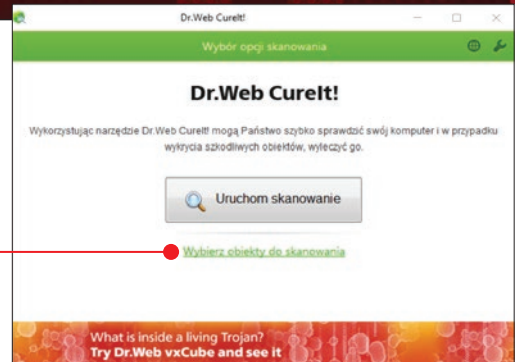 Dr.Web CureIt!
Wybór opcji skanowania
Dr.Web CureIt!
Wykorzystując narzędzie Dr.Web CureIt! mogą Państwo szybko sprawdzić swój komputer i w przypadku
wykrycia szkodliwych obiektów, wyleczyć go.
Uruchom skanowanie
Wybierz obiekty do skanowania
What is inside a living Trojan?
Try Dr.Web vxCube and see it